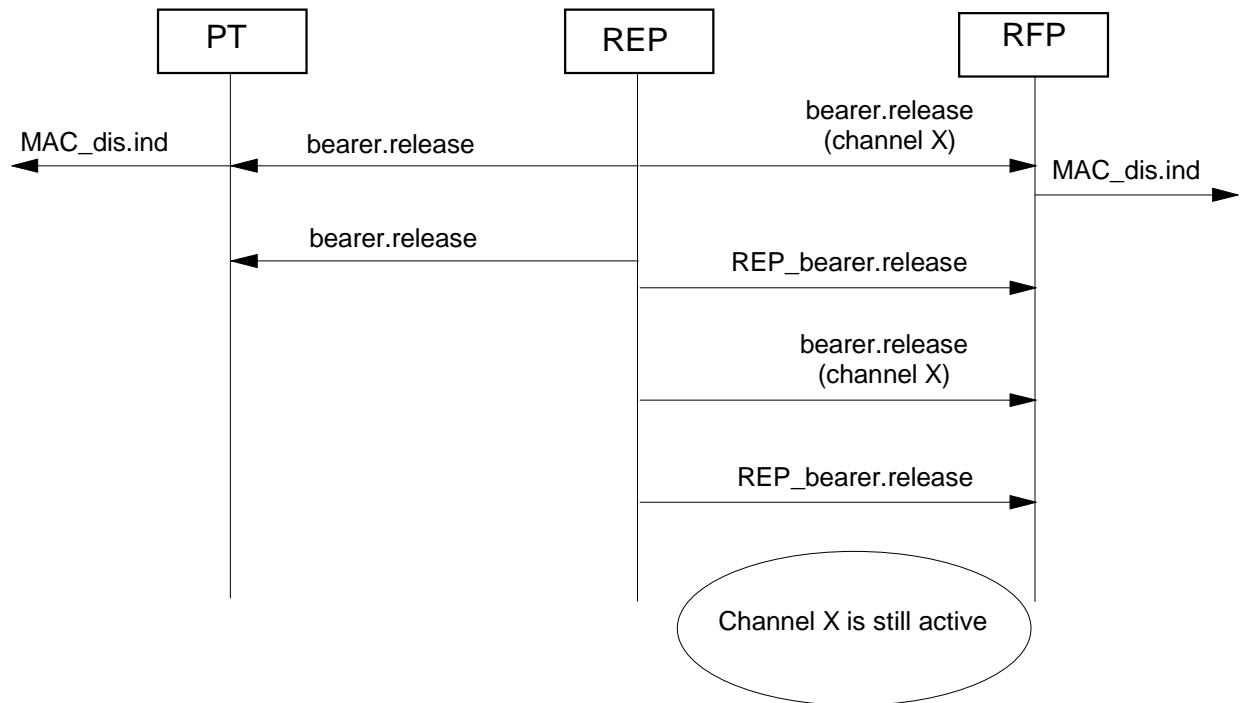 PT
REP
RFP
bearer.release
(channel X)
MAC_dis.ind
bearer.release
MAC_dis.ind
bearer.release
REP_bearer.release
bearer.release
(channel X)
REP_bearer.release
Channel X is still active